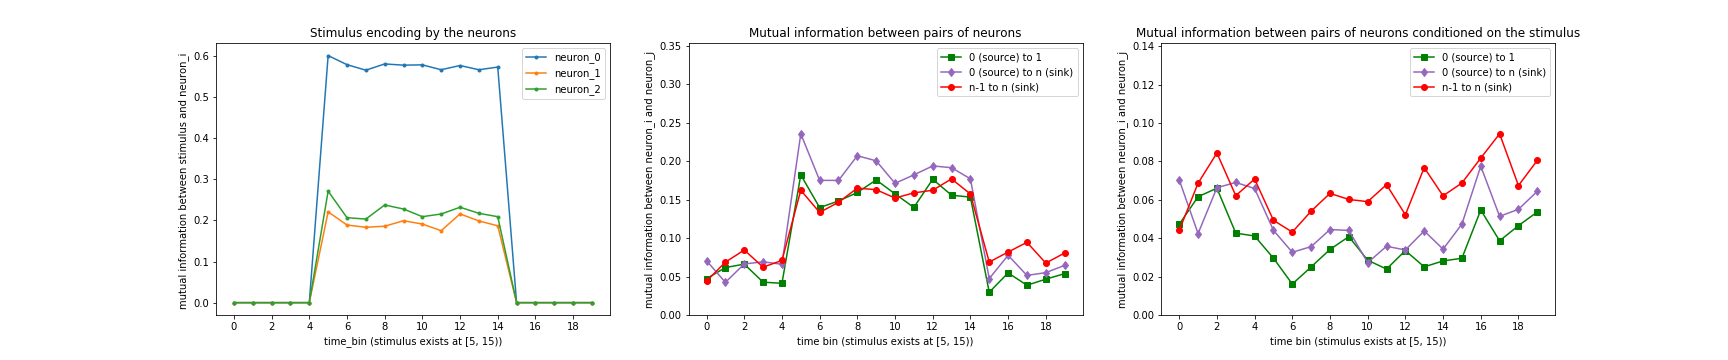 Stimulus encoding by the neurons
mutual information between stimulus and neuron_i
0.6
0.5
0.4
0.3
0.2
0.1
0.0
neuron_0
neuron_1
neuron_2
0 2 4 6 8 10 12 14 16 18
time_bin (stimulus exists at [5, 15))
Mutual information between pairs of neurons
mutual information between neuron_i and neuron_j
0.35
0.30
0.25
0.20
0.15
0.10
0.05
0.00
0 (source) to 1
0 (source) to n (sink)
n-1 to n (sink)
0 2 4 6 8 10 12 14 16 18
time bin (stimulus exists at [5, 15))
Mutual information between pairs of neurons conditioned on the stimulus
mutual information between neuron_i and neuron_j
0.14
0.12
0.10
0.08
0.06
0.04
0.02
0.00
0 (source) to 1
0 (source) to n (sink)
n-1 to n (sink)
0 2 4 6 8 10 12 14 16 18
time bin (stimulus exists at [5, 15))